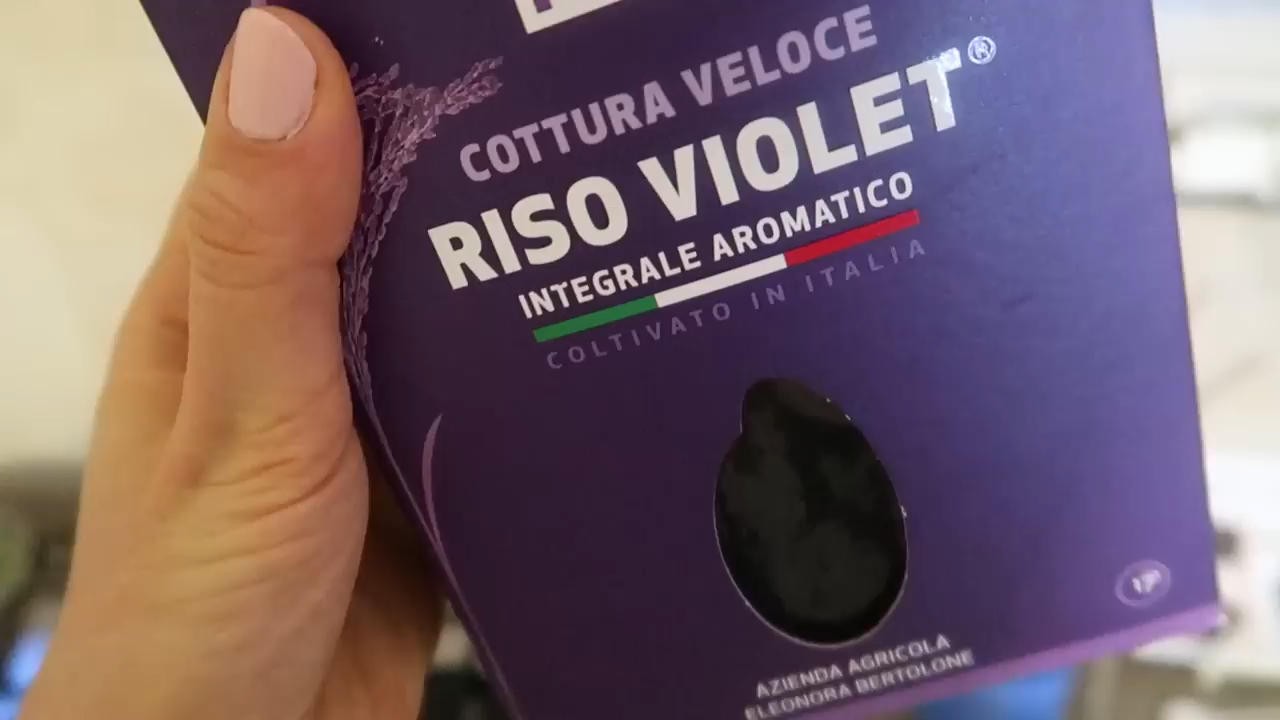 COTTURA VELOCE
RISO VIOLET®
INTEGRALE AROMATICO
COLTIVATO IN ITALIA
AZIENDA AGRICOLA
ELEONORA BERTOLONE